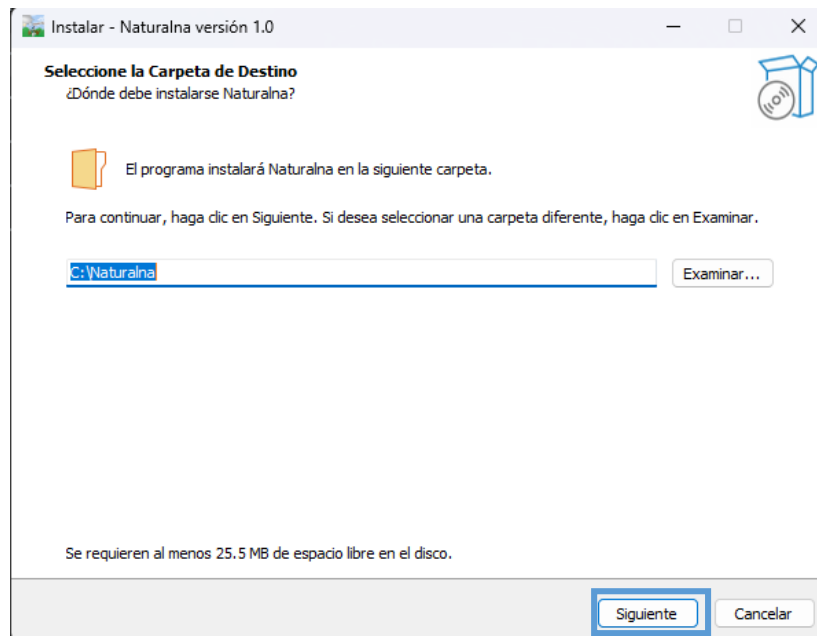 Instalar - Naturalna versión 1.0
Seleccione la Carpeta de Destino
¿Dónde debe instalarse Naturalna?
El programa instalará Naturalna en la siguiente carpeta.
Para continuar, haga clic en Siguiente. Si desea seleccionar una carpeta diferente, haga clic en Examinar.
C:\Naturalna
Examinar...
Se requieren al menos 25.5 MB de espacio libre en el disco.
Siguiente
Cancelar